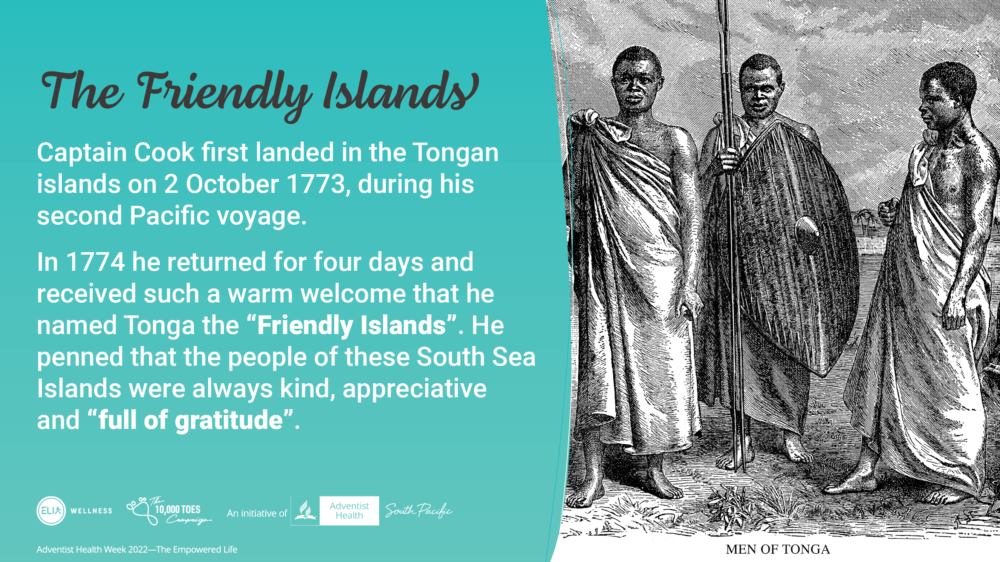 The Friendly Islands
Captain Cook first landed in the Tongan
islands on 2 October 1773, during his
second Pacific voyage.
In 1774 he returned for four days and
received such a warm welcome that he
named Tonga the “Friendly Islands”. He
penned that the people of these South Sea
Islands were always kind, appreciative
and “full of gratitude”.
ELIA WELLNESS
The
10,000 TOES
Campaign
An initiative of
Adventist
Health
South Pacific
Adventist Health Week 2022—The Empowered Life
MEN OF TONGA